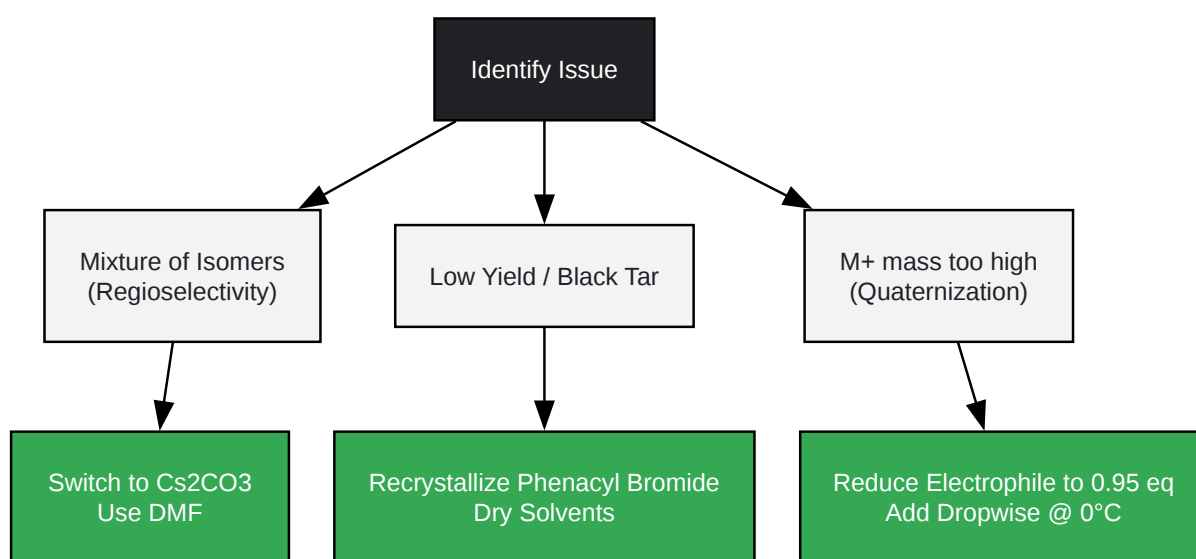 Identify Issue
Mixture of Isomers
(Regioselectivity)
Low Yield / Black Tar
M+ mass too high
(Quaternization)
Switch to Cs2CO3
Use DMF
Recrystallize Phenacyl Bromide
Dry Solvents
Reduce Electrophile to 0.95 eq
Add Dropwise @ 0°C